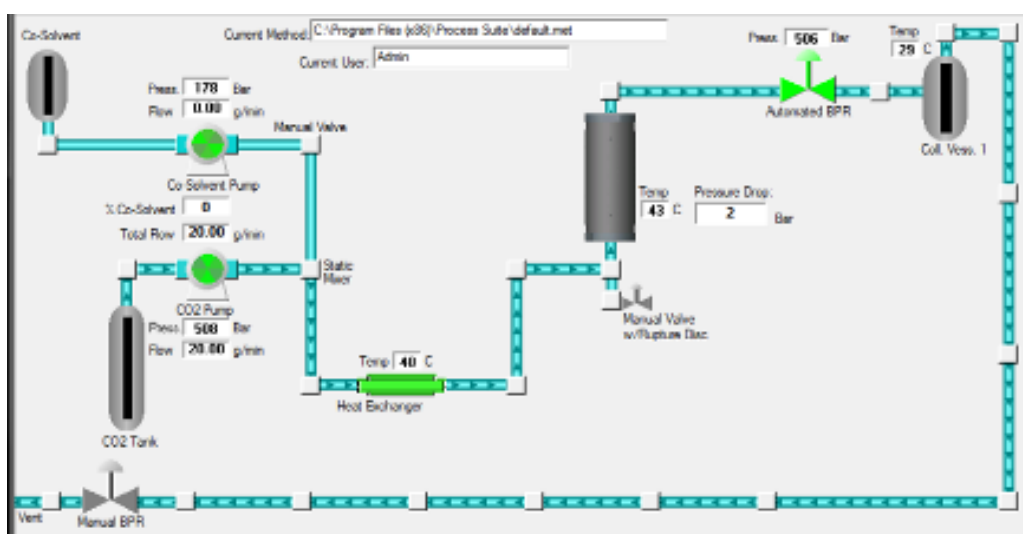 Co-Solvent
Current Method: C:\Program Files (x86)\Process Suite\default.met
Current User: Admin
Press. 506 Bar
Temp
29 C
Press. 178 Bar
Flow 0.00 g/min
Manual Valve
Automated BPR
Coll. Vess. 1
Co Solvent Pump
% Co-Solvent 0
Total Flow 20.00 g/min
Temp
43 C
Pressure Drop:
2 Bar
Static
Mixer
CO2 Pump
Press. 508 Bar
Flow 20.00 g/min
Manual Valve
w/Rupture Disc
Temp 40 C
Heat Exchanger
CO2 Tank
Vent
Manual BPR